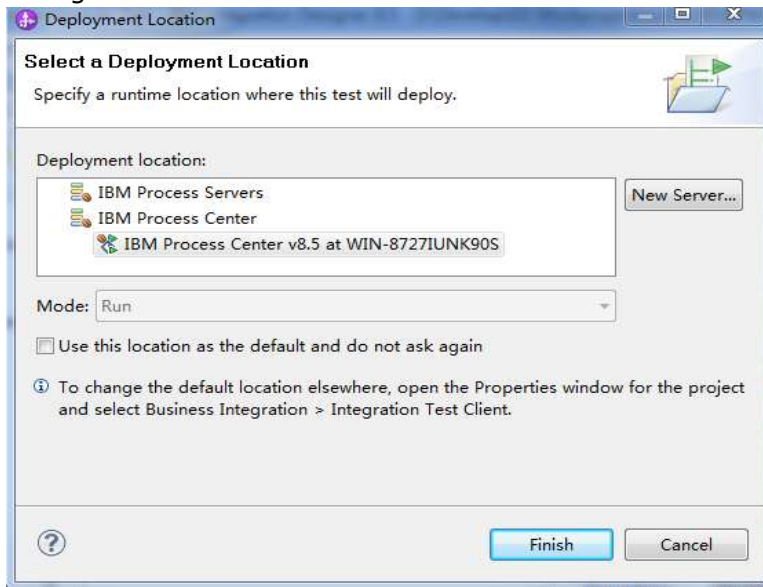 Deployment Location
Select a Deployment Location
Specify a runtime location where this test will deploy.
Deployment location:
IBM Process Servers
IBM Process Center
IBM Process Center v8.5 at WIN-8727IUNK90S
New Server...
Mode: Run
Use this location as the default and do not ask again
To change the default location elsewhere, open the Properties window for the project
and select Business Integration > Integration Test Client.
Finish
Cancel